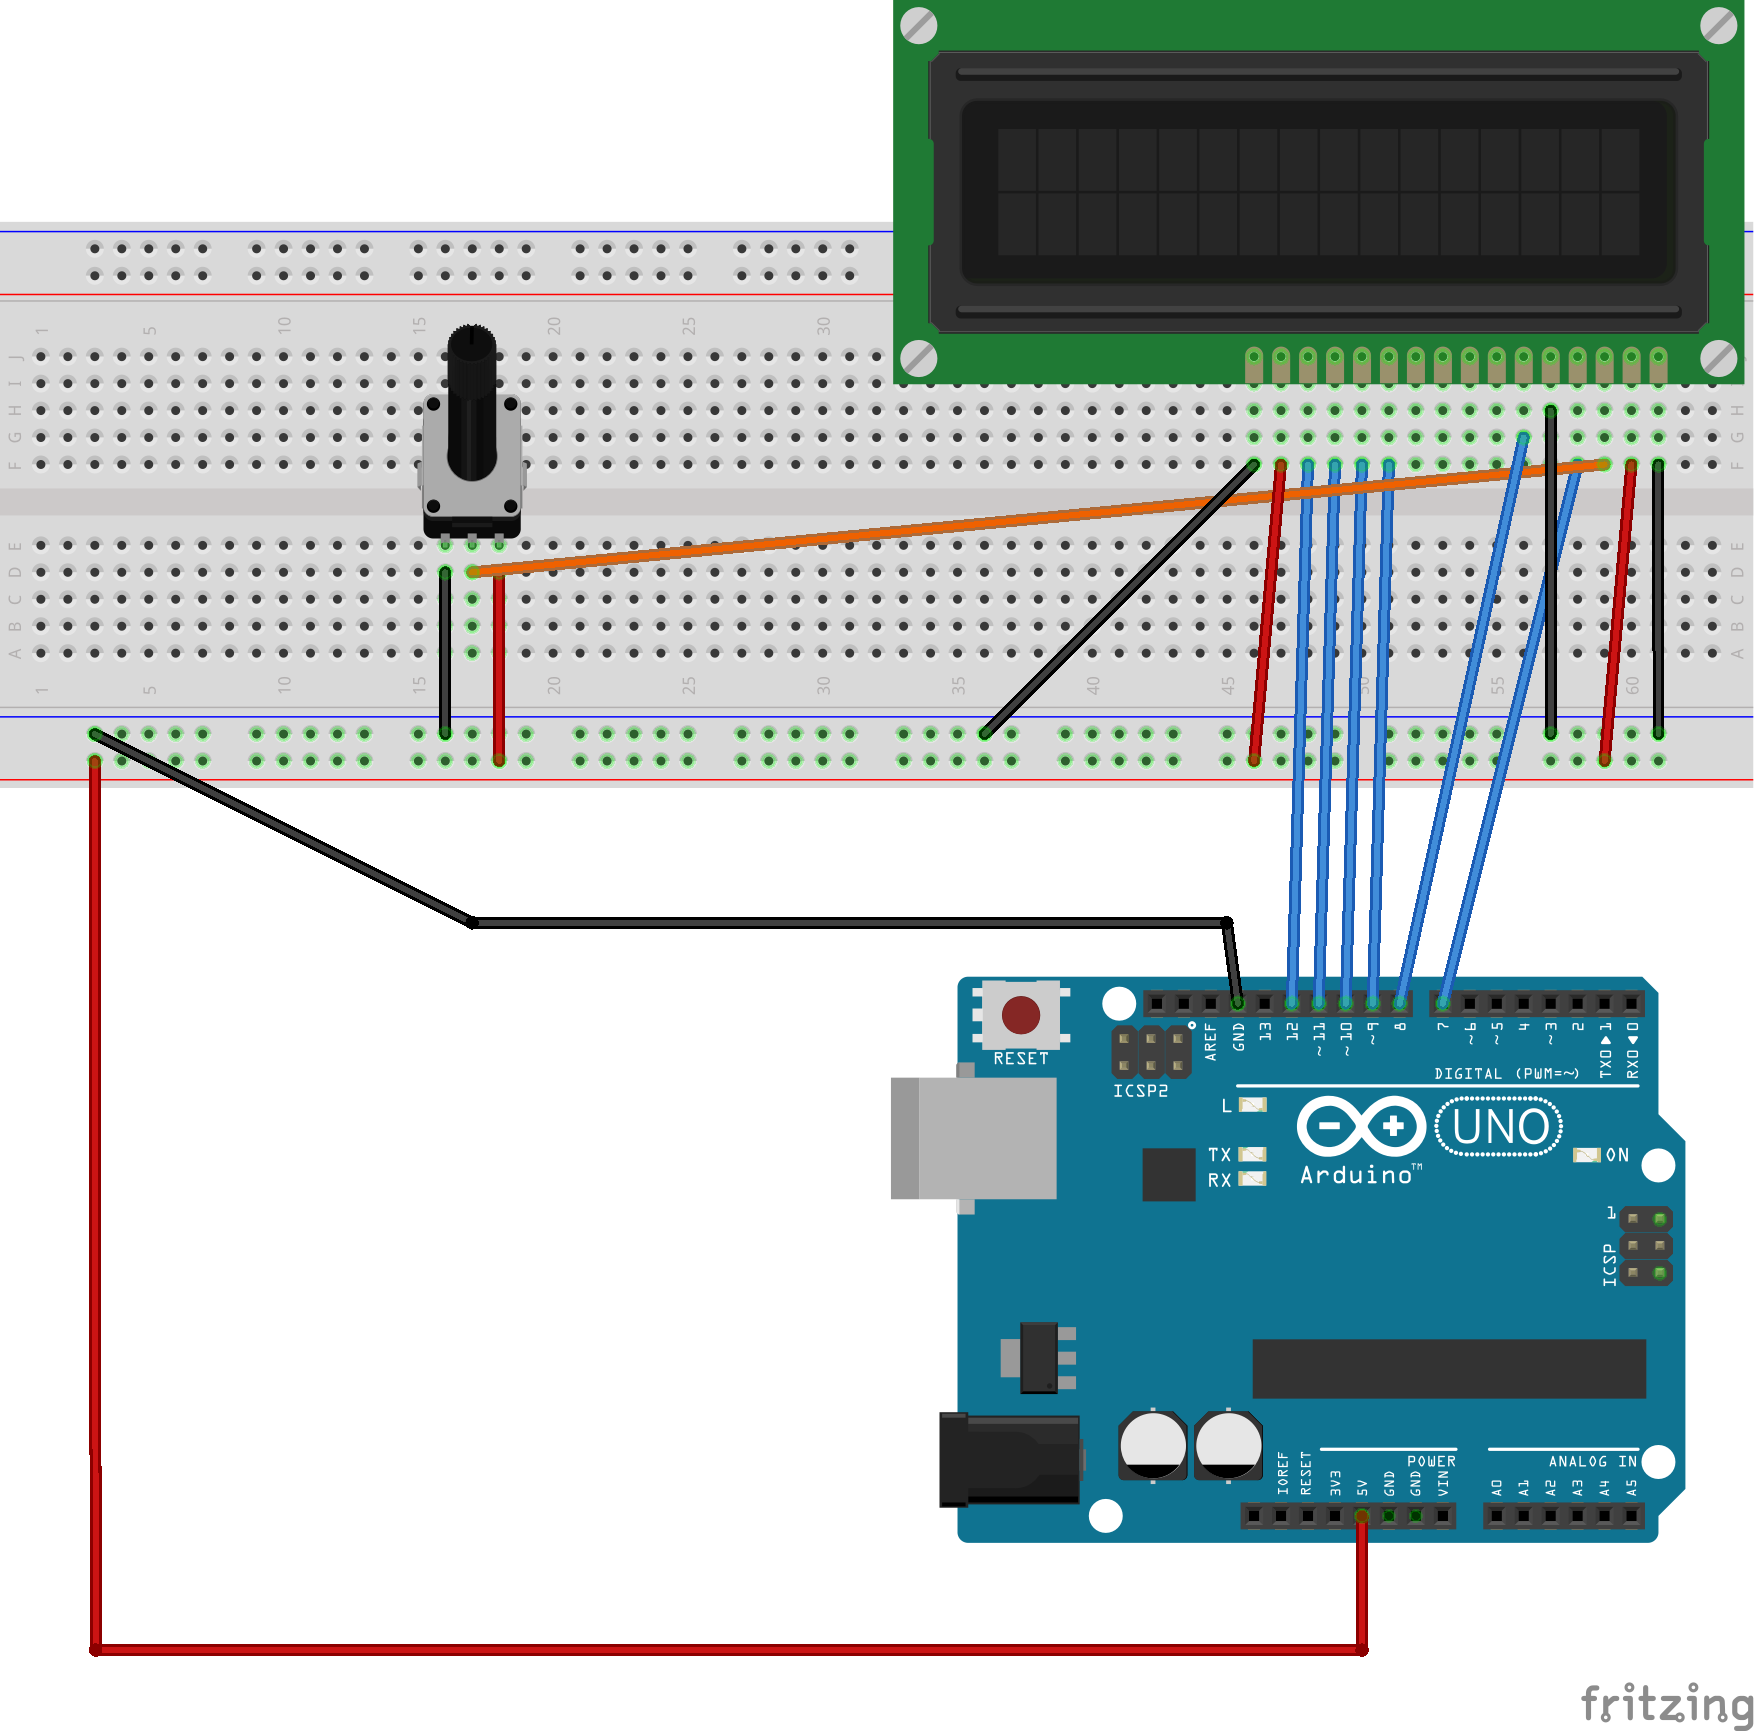 1 5 10 15 20 25 30
J
I H H
G G
F F
E E
D D
C C
B B
A A
1 5 10 15 20 25 30 35 40 45 50 55 60
RESET
AREF GND 13 12 ~11 ~10 ~9 8 7 ~6 ~5 4 ~3 2 TX0▶1 RX0◀0
ICSP2
DIGITAL (PWM=~)
L
UNO
TX
RX
Arduino™
ON
1
ICSP
POWER
ANALOG IN
IOREF RESET 3V3 5V GND GND VIN A0 A1 A2 A3 A4 A5
fritzing